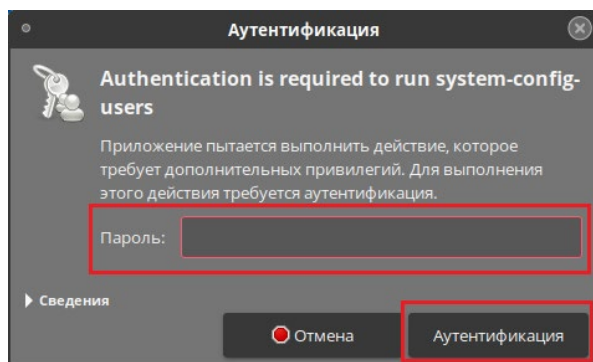 Аутентификация
Authentication is required to run system-config-
users
Приложение пытается выполнить действие, которое
требует дополнительных привилегий. Для выполнения
этого действия требуется аутентификация.
Пароль:
Сведения
Отмена
Аутентификация